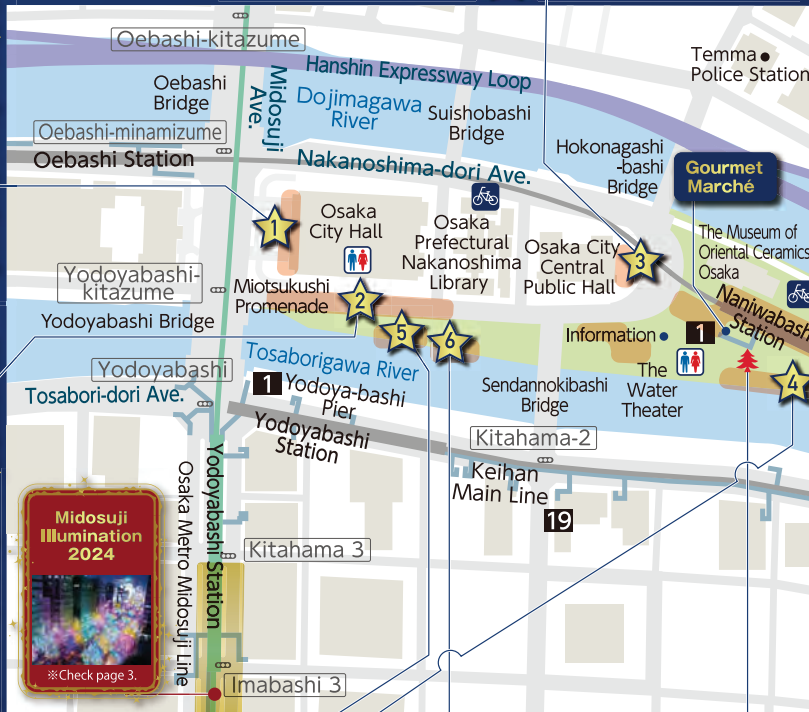 Oebashi-kitazume
Hanshin Expressway Loop
Temma
Police Station
Oebashi
Bridge
Midosuji
Ave.
Dojimagawa
River
Suishobashi
Bridge
Oebashi-minamizume
Oebashi Station
Nakanoshima-dori Ave.
Hokonagashi
-bashi
Bridge
Gourmet
Marché
1
Osaka
City Hall
Osaka
Prefectural
Nakanoshima
Library
Osaka City
Central
Public Hall
3
The Museum of
Oriental Ceramics
Osaka
Yodoyabashi-
kitazume
Miotsukushi
Promenade
2
Naniwabash
Station
Yodoyabashi Bridge
5
6
Information
1
Yodoyabashi
Tosaborigawa River
The
Water
Theater
4
Tosabori-dori Ave.
1
Yodoya-bashi
Pier
Sendannokibashi
Bridge
Yodoyabashi
Station
Kitahama-2
Keihan
Main Line
19
Midosuji
Illumination
2024
※Check page 3.
Osaka Metro Midosuji Line
Yodoyabashi Station
Kitahama 3
Imabashi 3